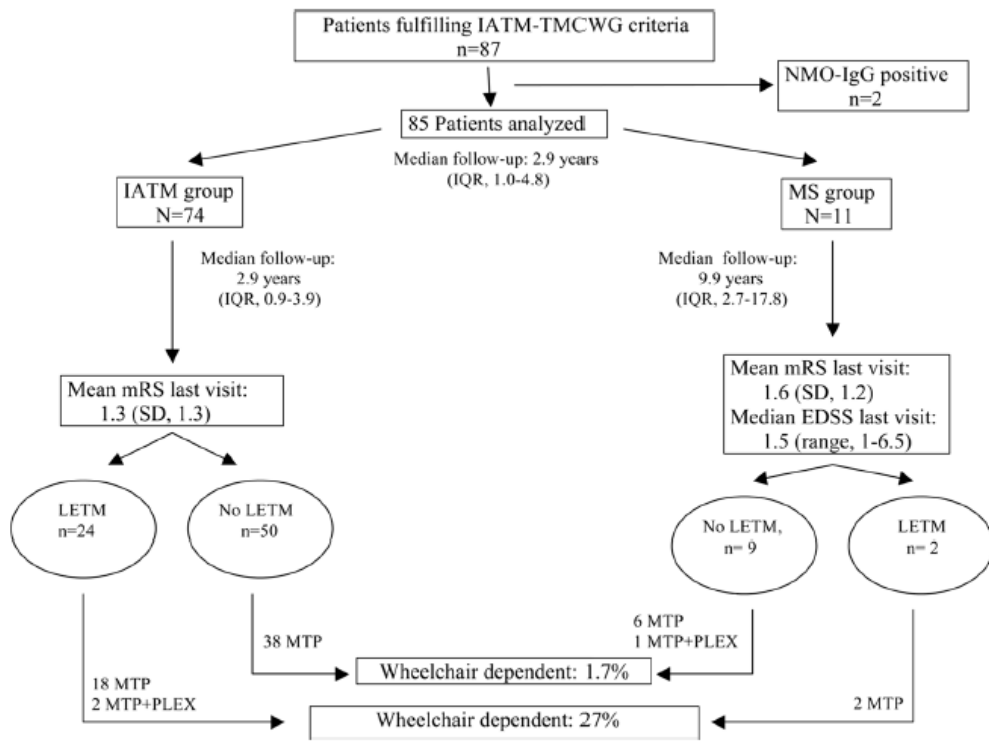 Patients fulfilling IATM-TMCWG criteria
n=87
NMO-IgG positive
n=2
85 Patients analyzed
Median follow-up: 2.9 years
(IQR, 1.0-4.8)
IATM group
N=74
MS group
N=11
Median follow-up:
2.9 years
(IQR, 0.9-3.9)
Median follow-up:
9.9 years
(IQR, 2.7-17.8)
Mean mRS last visit:
1.3 (SD, 1.3)
Mean mRS last visit:
1.6 (SD, 1.2)
Median EDSS last visit:
1.5 (range, 1-6.5)
LETM
n=24
No LETM
n=50
No LETM,
n= 9
LETM
n= 2
38 MTP
6 MTP
1 MTP+PLEX
Wheelchair dependent: 1.7%
18 MTP
2 MTP+PLEX
2 MTP
Wheelchair dependent: 27%